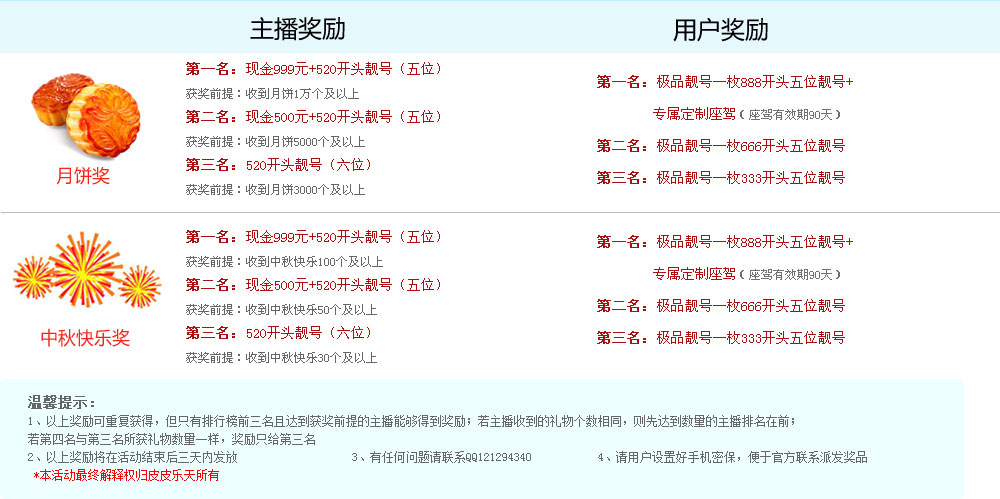 主播奖励
用户奖励
月饼奖
第一名：现金999元+520开头靓号（五位）
获奖前提：收到月饼1万个及以上
第二名：现金500元+520开头靓号（五位）
获奖前提：收到月饼5000个及以上
第三名：520开头靓号（六位）
获奖前提：收到月饼3000个及以上
第一名：极品靓号一枚888开头五位靓号+
专属定制座驾（座驾有效期90天）
第二名：极品靓号一枚666开头五位靓号
第三名：极品靓号一枚333开头五位靓号
中秋快乐奖
第一名：现金999元+520开头靓号（五位）
获奖前提：收到中秋快乐100个及以上
第二名：现金500元+520开头靓号（五位）
获奖前提：收到中秋快乐50个及以上
第三名：520开头靓号（六位）
获奖前提：收到中秋快乐30个及以上
第一名：极品靓号一枚888开头五位靓号+
专属定制座驾（座驾有效期90天）
第二名：极品靓号一枚666开头五位靓号
第三名：极品靓号一枚333开头五位靓号
温馨提示：
1、以上奖励可重复获得，但只有排行榜前三名且达到获奖前提的主播能够得到奖励；若主播收到的礼物个数相同，则先达到数量的主播排名在前；
若第四名与第三名所获礼物数量一样，奖励只给第三名
2、以上奖励将在活动结束后三天内发放
3、有任何问题请联系QQ121294340
4、请用户设置好手机密保，便于官方联系派发奖品
*本活动最终解释权归皮皮乐天所有